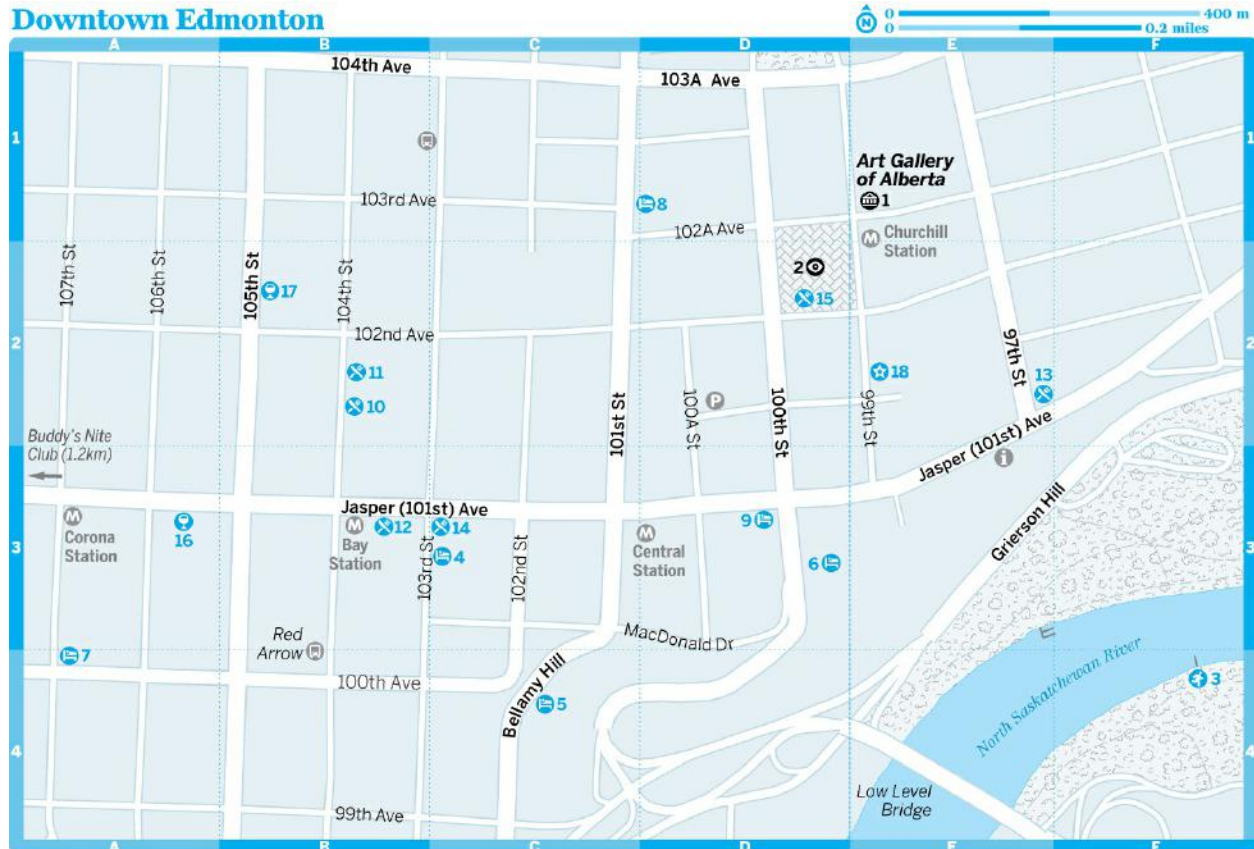 Downtown Edmonton
N
0 400 m
0 0.2 miles
A B C D E F
104th Ave
103A Ave
1 1
Art Gallery
of Alberta
1
103rd Ave
8
102A Ave
M Churchill
Station
107th St
106th St
105th St
104th St
17
2
15
102nd Ave
2 2
11
18
97th St
13
10
101st St
100A St
P
100th St
99th St
Buddy's Nite
Club (1.2km)
Jasper (101st) Ave
i
Jasper (101st) Ave
M
Corona
Station
16
M
Bay
Station
12
14
4
103rd St
102nd St
M
Central
Station
9
6
Grierson Hill
3 3
Red
Arrow
MacDonald Dr
7
100th Ave
Bellamy Hill
5
North Saskatchewan River
3
4 4
Low Level
Bridge
99th Ave
A B C D E F